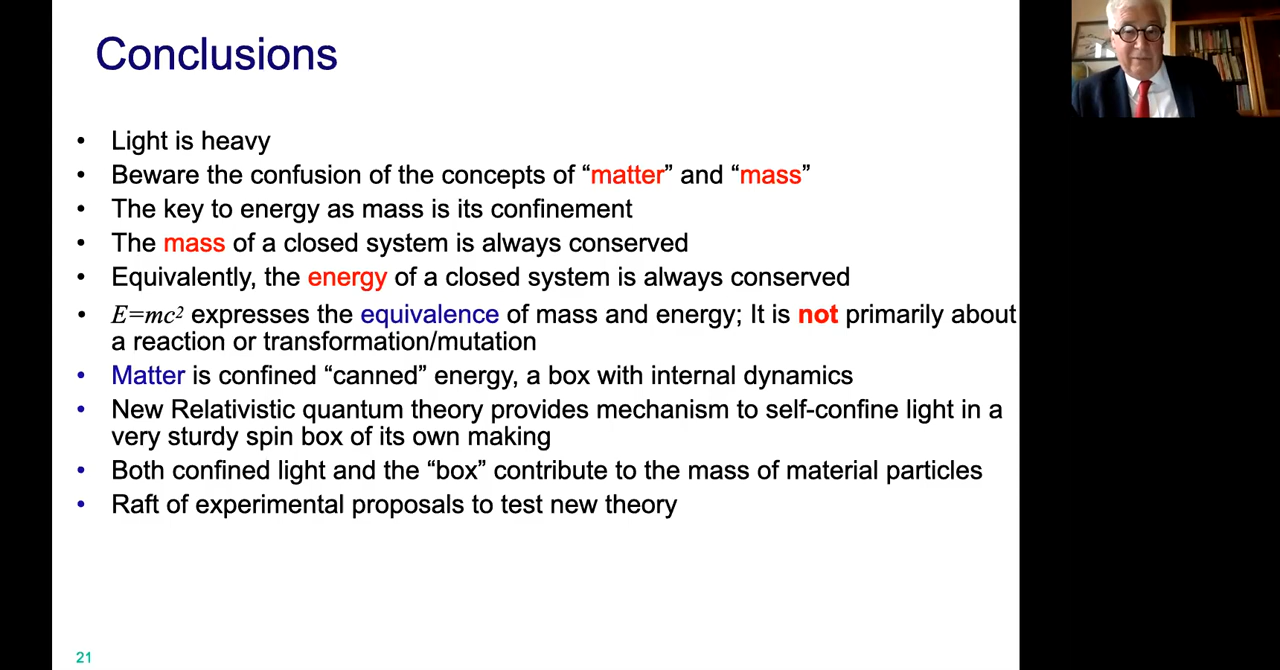 Conclusions
• Light is heavy
• Beware the confusion of the concepts of “matter” and “mass”
• The key to energy as mass is its confinement
• The mass of a closed system is always conserved
• Equivalently, the energy of a closed system is always conserved
• E=mc² expresses the equivalence of mass and energy; It is not primarily about
a reaction or transformation/mutation
• Matter is confined “canned” energy, a box with internal dynamics
• New Relativistic quantum theory provides mechanism to self-confine light in a
very sturdy spin box of its own making
• Both confined light and the “box” contribute to the mass of material particles
• Raft of experimental proposals to test new theory
21